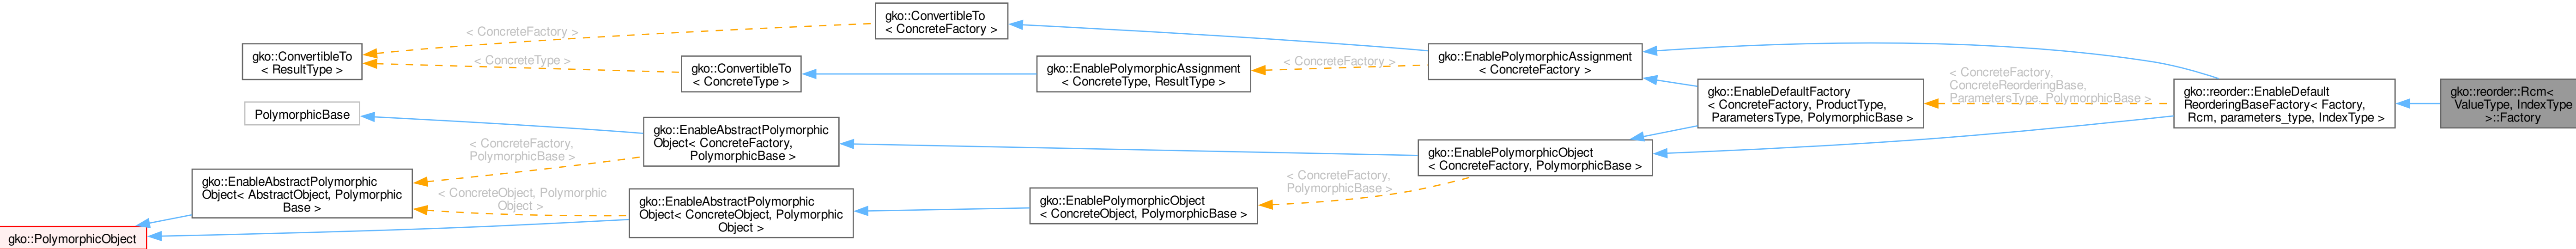 gko::PolymorphicObject
gko::EnableAbstractPolymorphic
Object< AbstractObject, Polymorphic
Base >
gko::ConvertibleTo
< ResultType >
PolymorphicBase
< ConcreteFactory >
< ConcreteType >
< ConcreteFactory,
PolymorphicBase >
< ConcreteObject, Polymorphic
Object >
gko::ConvertibleTo
< ConcreteFactory >
gko::ConvertibleTo
< ConcreteType >
gko::EnableAbstractPolymorphic
Object< ConcreteFactory,
PolymorphicBase >
gko::EnableAbstractPolymorphic
Object< ConcreteObject, Polymorphic
Object >
gko::EnablePolymorphicAssignment
< ConcreteType, ResultType >
gko::EnablePolymorphicObject
< ConcreteObject, PolymorphicBase >
< ConcreteFactory >
< ConcreteFactory,
PolymorphicBase >
gko::EnablePolymorphicAssignment
< ConcreteFactory >
gko::EnablePolymorphicObject
< ConcreteFactory, PolymorphicBase >
gko::EnableDefaultFactory
< ConcreteFactory, ProductType,
ParametersType, PolymorphicBase >
< ConcreteFactory,
ConcreteReorderingBase,
ParametersType, PolymorphicBase >
gko::reorder::EnableDefault
ReorderingBaseFactory< Factory,
Rcm, parameters_type, IndexType >
gko::reorder::Rcm<
ValueType, IndexType
>::Factory